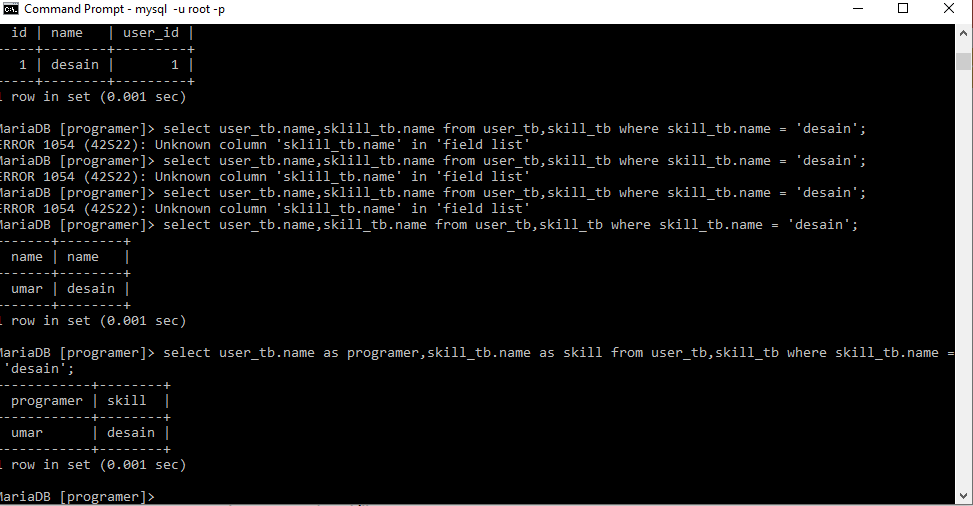 Command Prompt - mysql -u root -p
id | name | user_id |
-----+--------+---------+
1 | desain | 1 |
-----+--------+---------+
1 row in set (0.001 sec)
MariaDB [programer]> select user_tb.name,sklill_tb.name from user_tb,skill_tb where skill_tb.name = 'desain';
ERROR 1054 (42S22): Unknown column 'sklill_tb.name' in 'field list'
MariaDB [programer]> select user_tb.name,sklill_tb.name from user_tb,skill_tb where skill_tb.name = 'desain';
ERROR 1054 (42S22): Unknown column 'sklill_tb.name' in 'field list'
MariaDB [programer]> select user_tb.name,sklill_tb.name from user_tb,skill_tb where skill_tb.name = 'desain';
ERROR 1054 (42S22): Unknown column 'sklill_tb.name' in 'field list'
MariaDB [programer]> select user_tb.name,skill_tb.name from user_tb,skill_tb where skill_tb.name = 'desain';
-------+--------+
name | name |
-------+--------+
umar | desain |
-------+--------+
1 row in set (0.001 sec)
MariaDB [programer]> select user_tb.name as programer,skill_tb.name as skill from user_tb,skill_tb where skill_tb.name =
'desain';
------------+--------+
programer | skill |
------------+--------+
umar | desain |
------------+--------+
1 row in set (0.001 sec)
MariaDB [programer]>